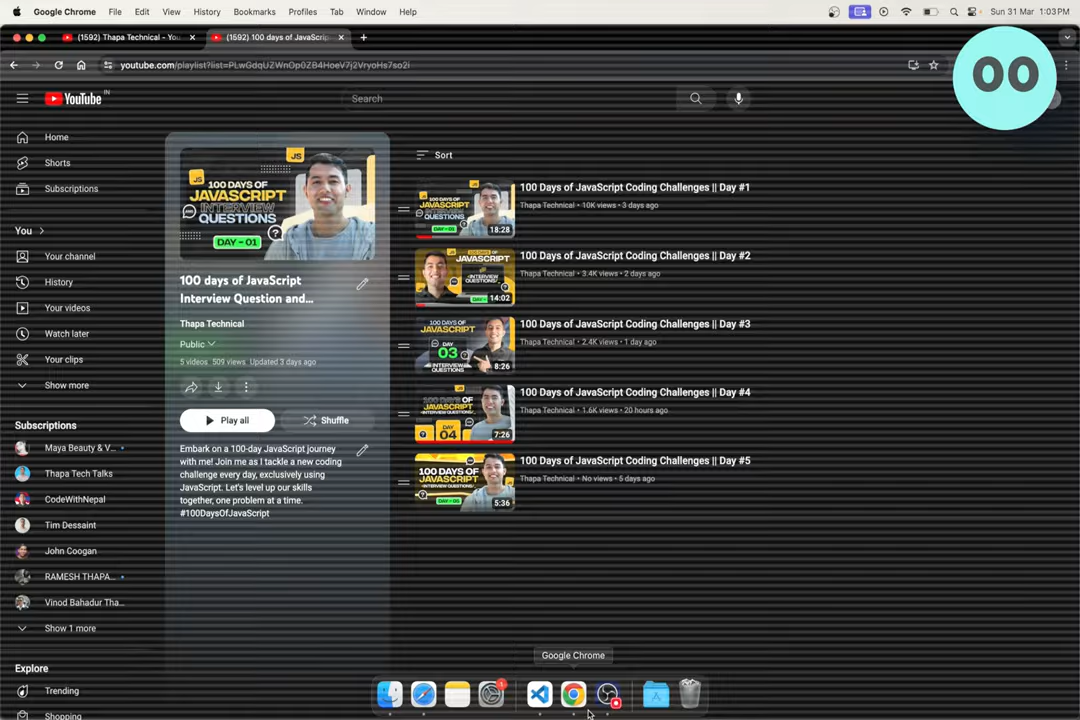 Google Chrome File Edit View History Bookmarks Profiles Tab Window Help Sun 31 Mar 1:03 PM
(1592) Thapa Technical - You (1592) 100 days of JavaScrip
youtube.com/playlist?list=PLwGdqUZWnOp0ZB4HoeV7j2VryoHs7so2i
YouTube IN
Search
00
Home
Shorts
Subscriptions
You
Your channel
History
Your videos
Watch later
Your clips
Show more
Subscriptions
Maya Beauty & V...
Thapa Tech Talks
CodeWithNepal
Tim Dessaint
John Coogan
RAMESH THAPA...
Vinod Bahadur Tha...
Show 1 more
Explore
Trending
Shopping
JS
JS
100 DAYS OF
JAVASCRIPT
INTERVIEW
QUESTIONS
DAY - 01
100 days of JavaScript
Interview Question and...
Thapa Technical
Public
5 videos 509 views Updated 3 days ago
Play all
Shuffle
Embark on a 100-day JavaScript journey
with me! Join me as I tackle a new coding
challenge every day, exclusively using
JavaScript. Let's level up our skills
together, one problem at a time.
#100DaysOfJavaScript
Sort
18:28
100 Days of JavaScript Coding Challenges || Day #1
Thapa Technical • 10K views • 3 days ago
14:02
100 Days of JavaScript Coding Challenges || Day #2
Thapa Technical • 3.4K views • 2 days ago
DAY
03
8:26
100 Days of JavaScript Coding Challenges || Day #3
Thapa Technical • 2.4K views • 1 day ago
DAY
04
7:26
100 Days of JavaScript Coding Challenges || Day #4
Thapa Technical • 1.6K views • 20 hours ago
100 DAYS OF
JAVASCRIPT
5:36
100 Days of JavaScript Coding Challenges || Day #5
Thapa Technical • No views • 5 days ago
Google Chrome